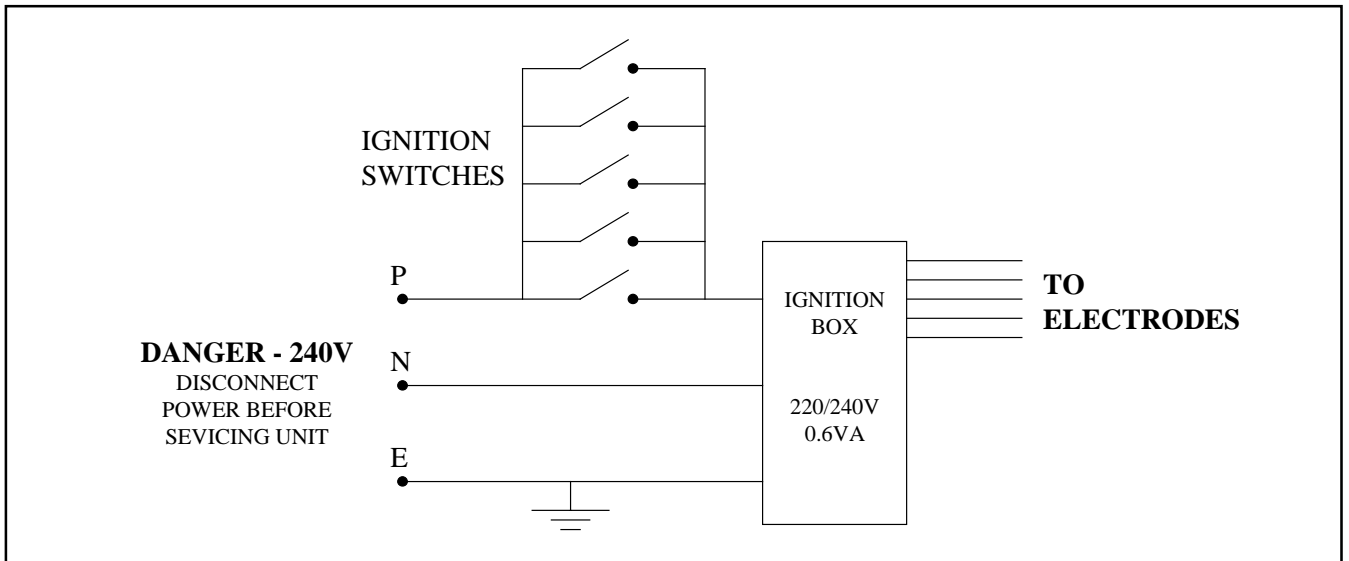 IGNITION
SWITCHES
P
DANGER - 240V
DISCONNECT
POWER BEFORE
SEVICING UNIT
N
E
IGNITION
BOX
220/240V
0.6VA
TO
ELECTRODES